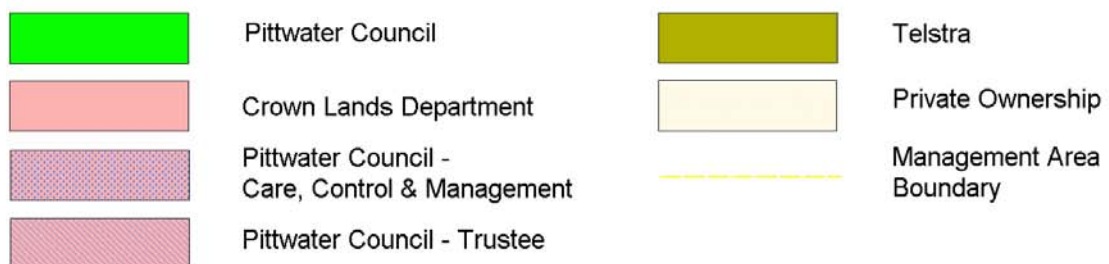 Pittwater Council
Crown Lands Department
Pittwater Council -
Care, Control & Management
Pittwater Council - Trustee
Telstra
Private Ownership
Management Area
Boundary